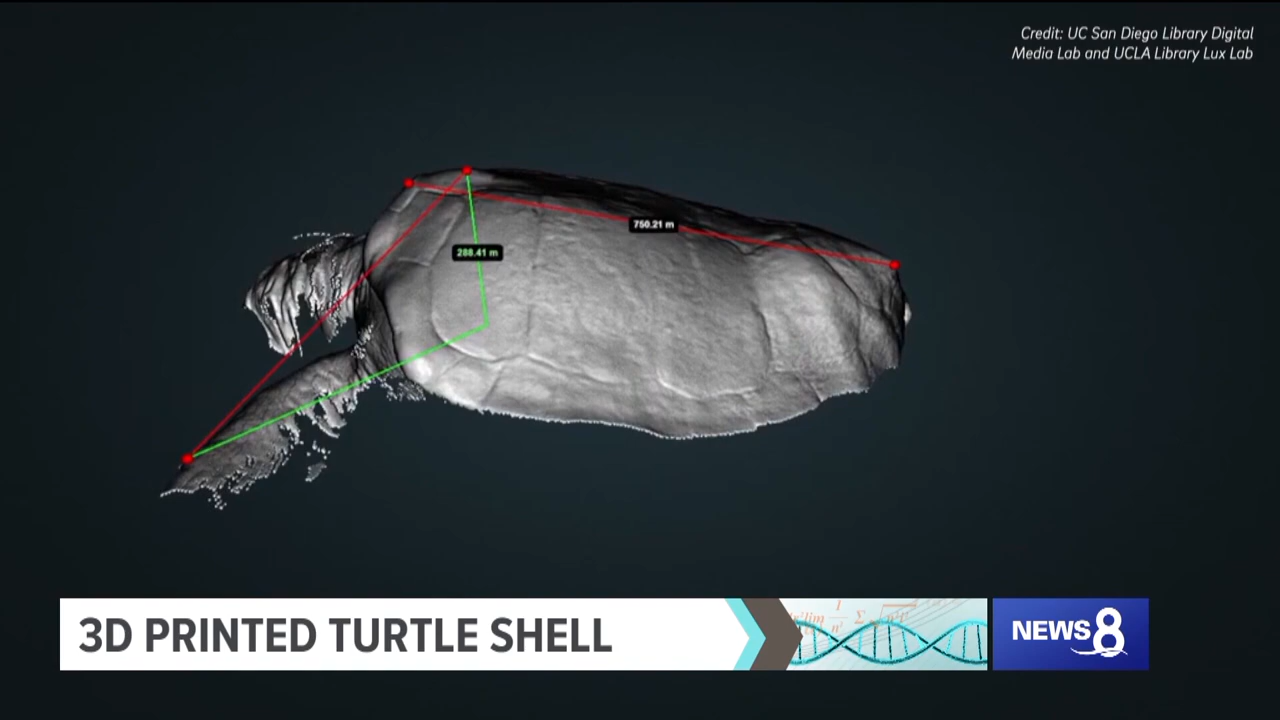 Credit: UC San Diego Library Digital
Media Lab and UCLA Library Lux Lab
750.21 m
288.41 m
3D PRINTED TURTLE SHELL
NEWS 8